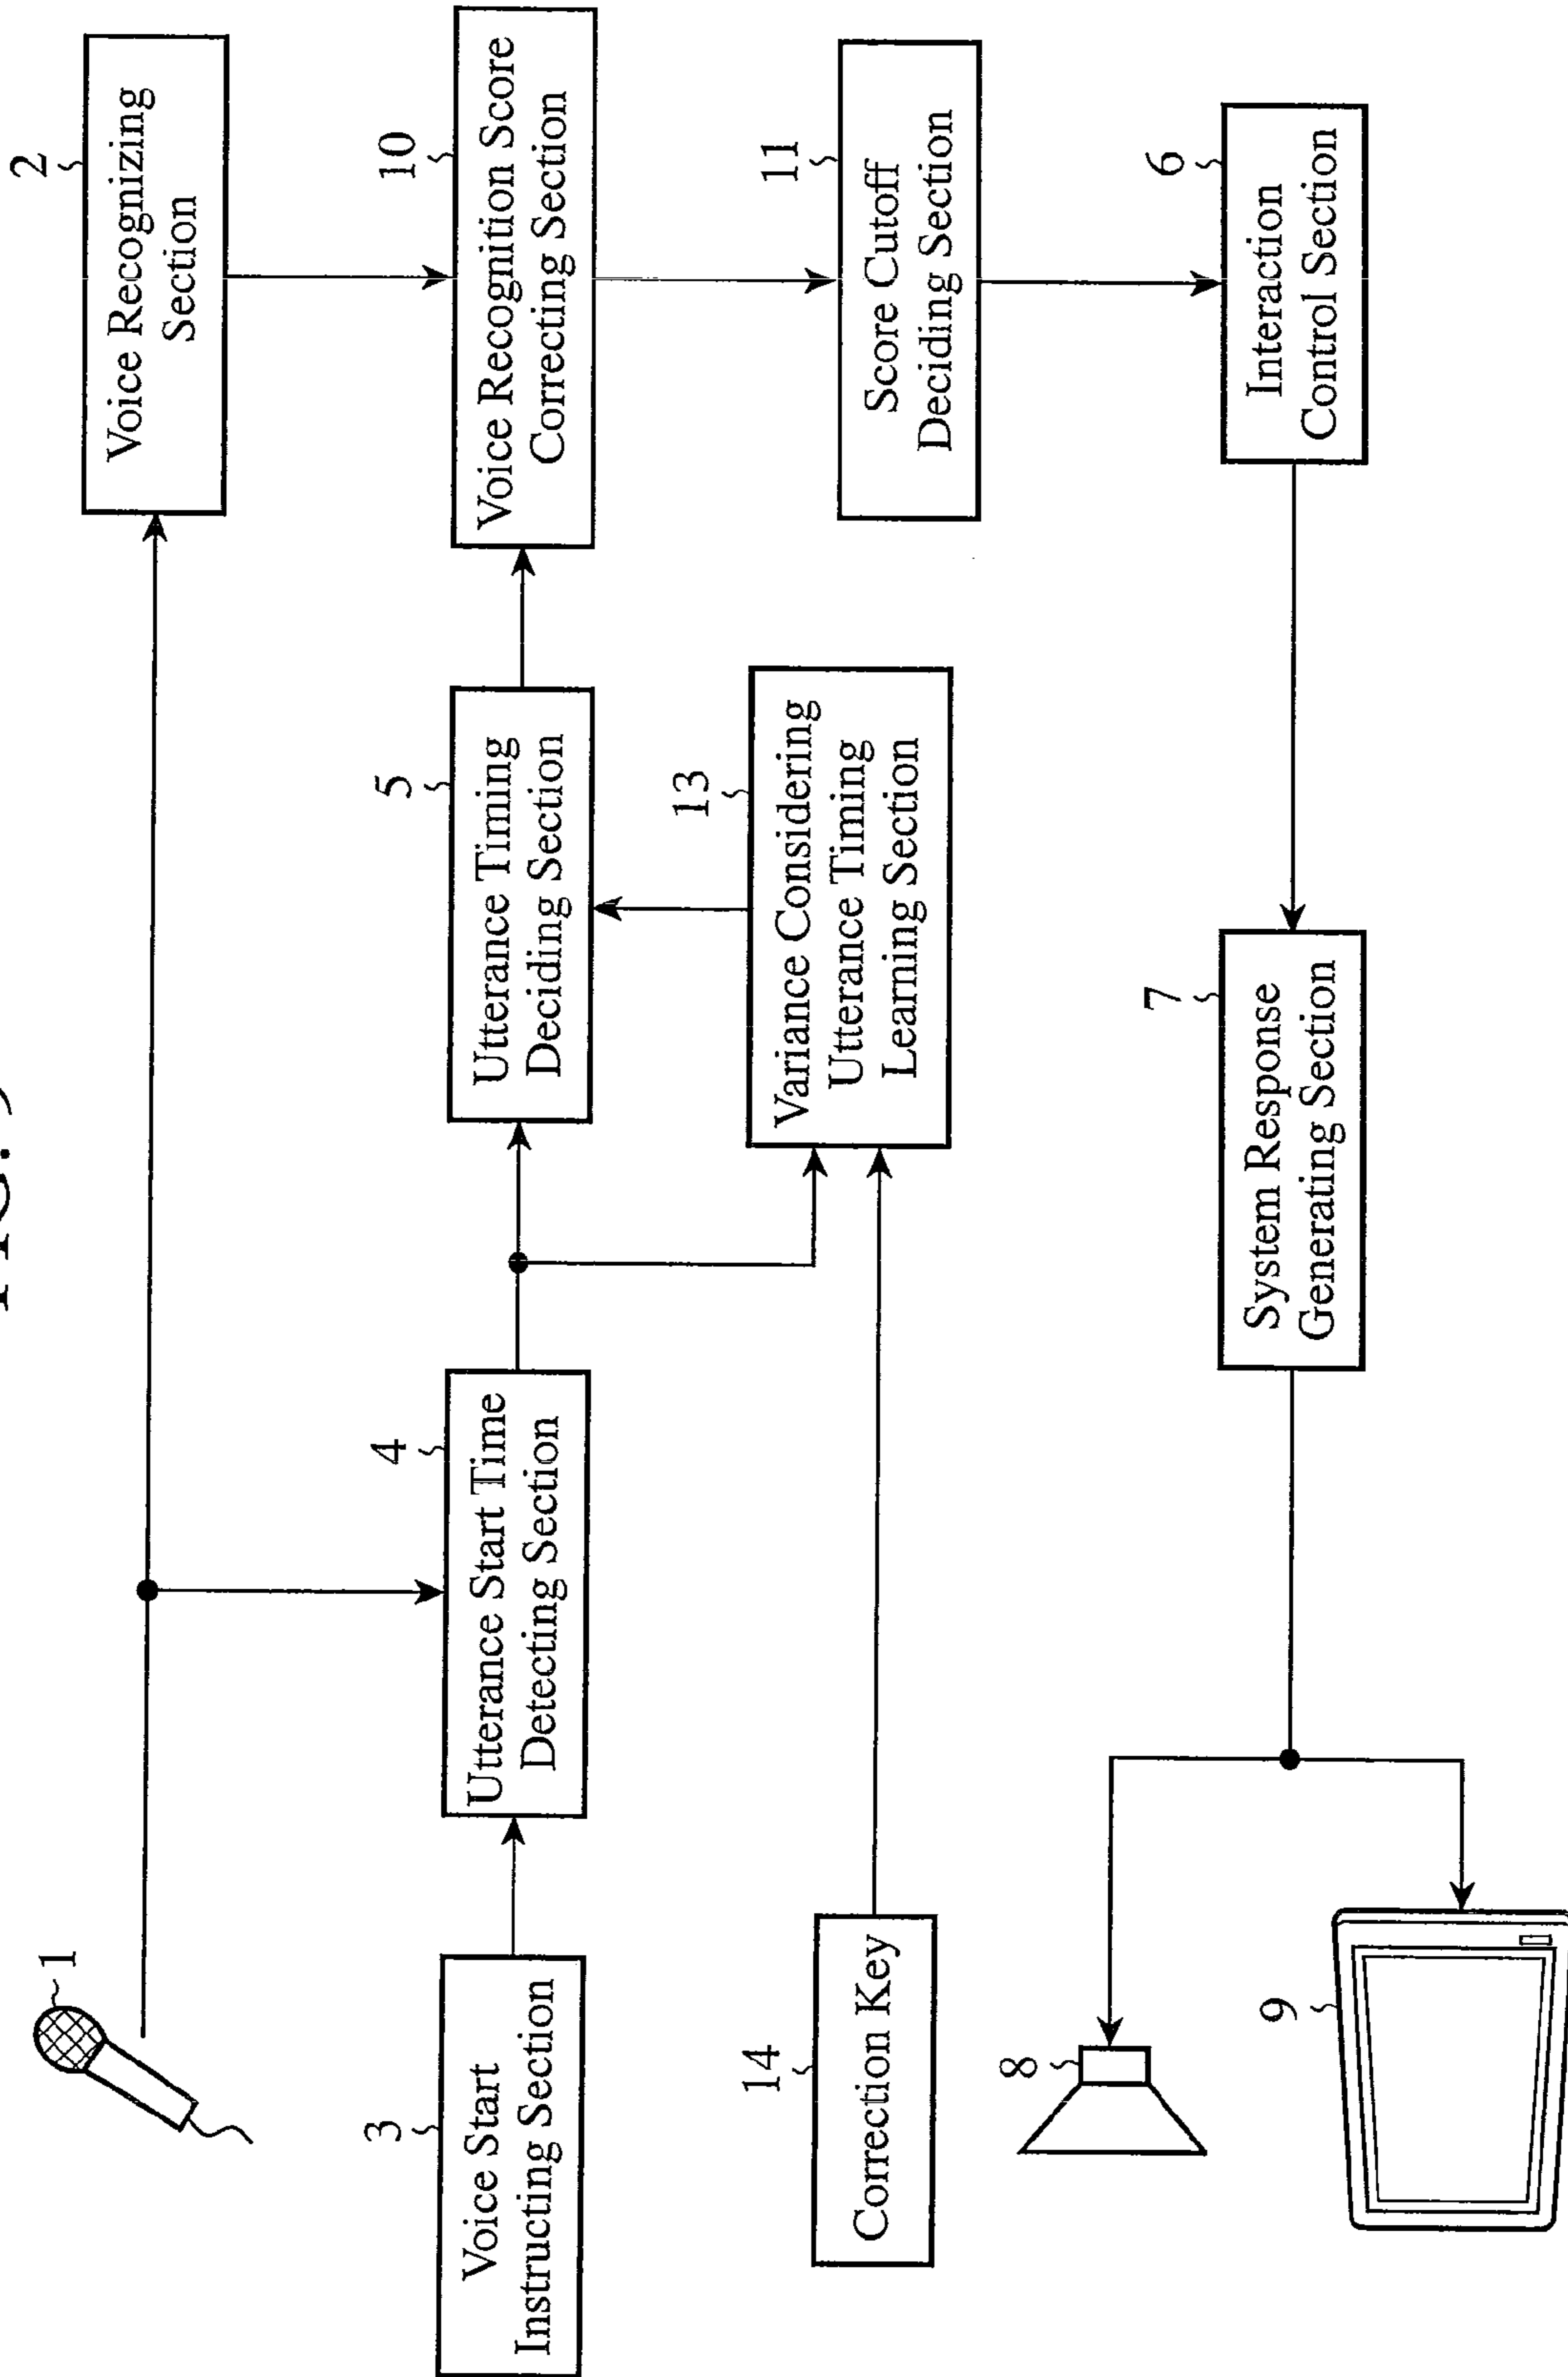 FIG.
1
2
Voice Recognizing
Section
3
Voice Start
Instructing Section
4
Utterance Start Time
Detecting Section
5
Utterance Timing
Deciding Section
10
Voice Recognition Score
Correcting Section
14
Correction Key
13
Variance Considering
Utterance Timing
Learning Section
11
Score Cutoff
Deciding Section
8
9
7
System Response
Generating Section
6
Interaction
Control Section